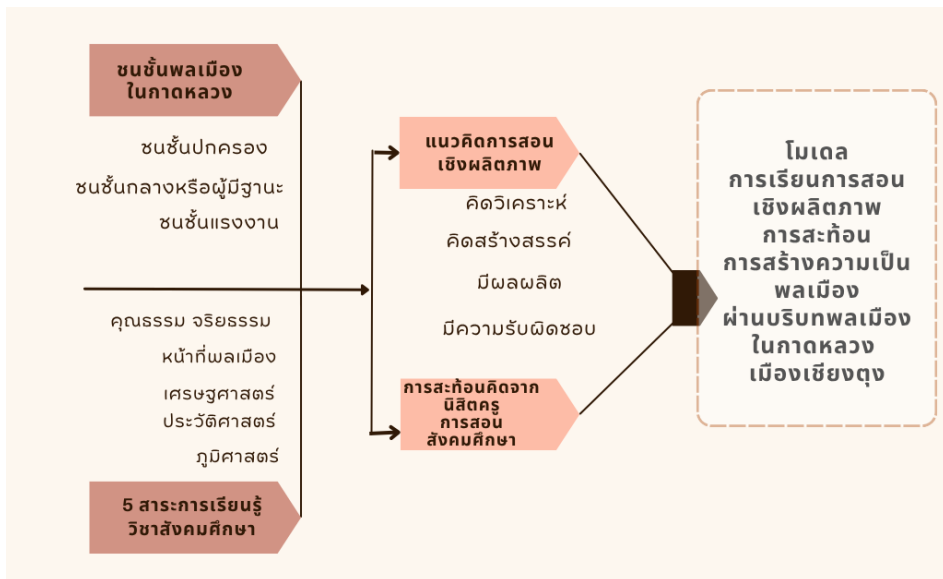 ชนชั้นพลเมือง
ในกาดหลวง
ชนชั้นปกครอง
ชนชั้นกลางหรือผู้มีฐานะ
ชนชั้นแรงงาน
คุณธรรม จริยธรรม
หน้าที่พลเมือง
เศรษฐศาสตร์
ประวัติศาสตร์
ภูมิศาสตร์
5 สาระการเรียนรู้
วิชาสังคมศึกษา
แนวคิดการสอน
เชิงผลิตภาพ
คิดวิเคราะห์
คิดสร้างสรรค์
มีผลผลิต
มีความรับผิดชอบ
การสะท้อนคิดจาก
นิสิตครู
การสอน
สังคมศึกษา
โมเดล
การเรียนการสอน
เชิงผลิตภาพ
การสะท้อน
การสร้างความเป็น
พลเมือง
ผ่านบริบทพลเมือง
ในกาดหลวง
เมืองเชียงตุง